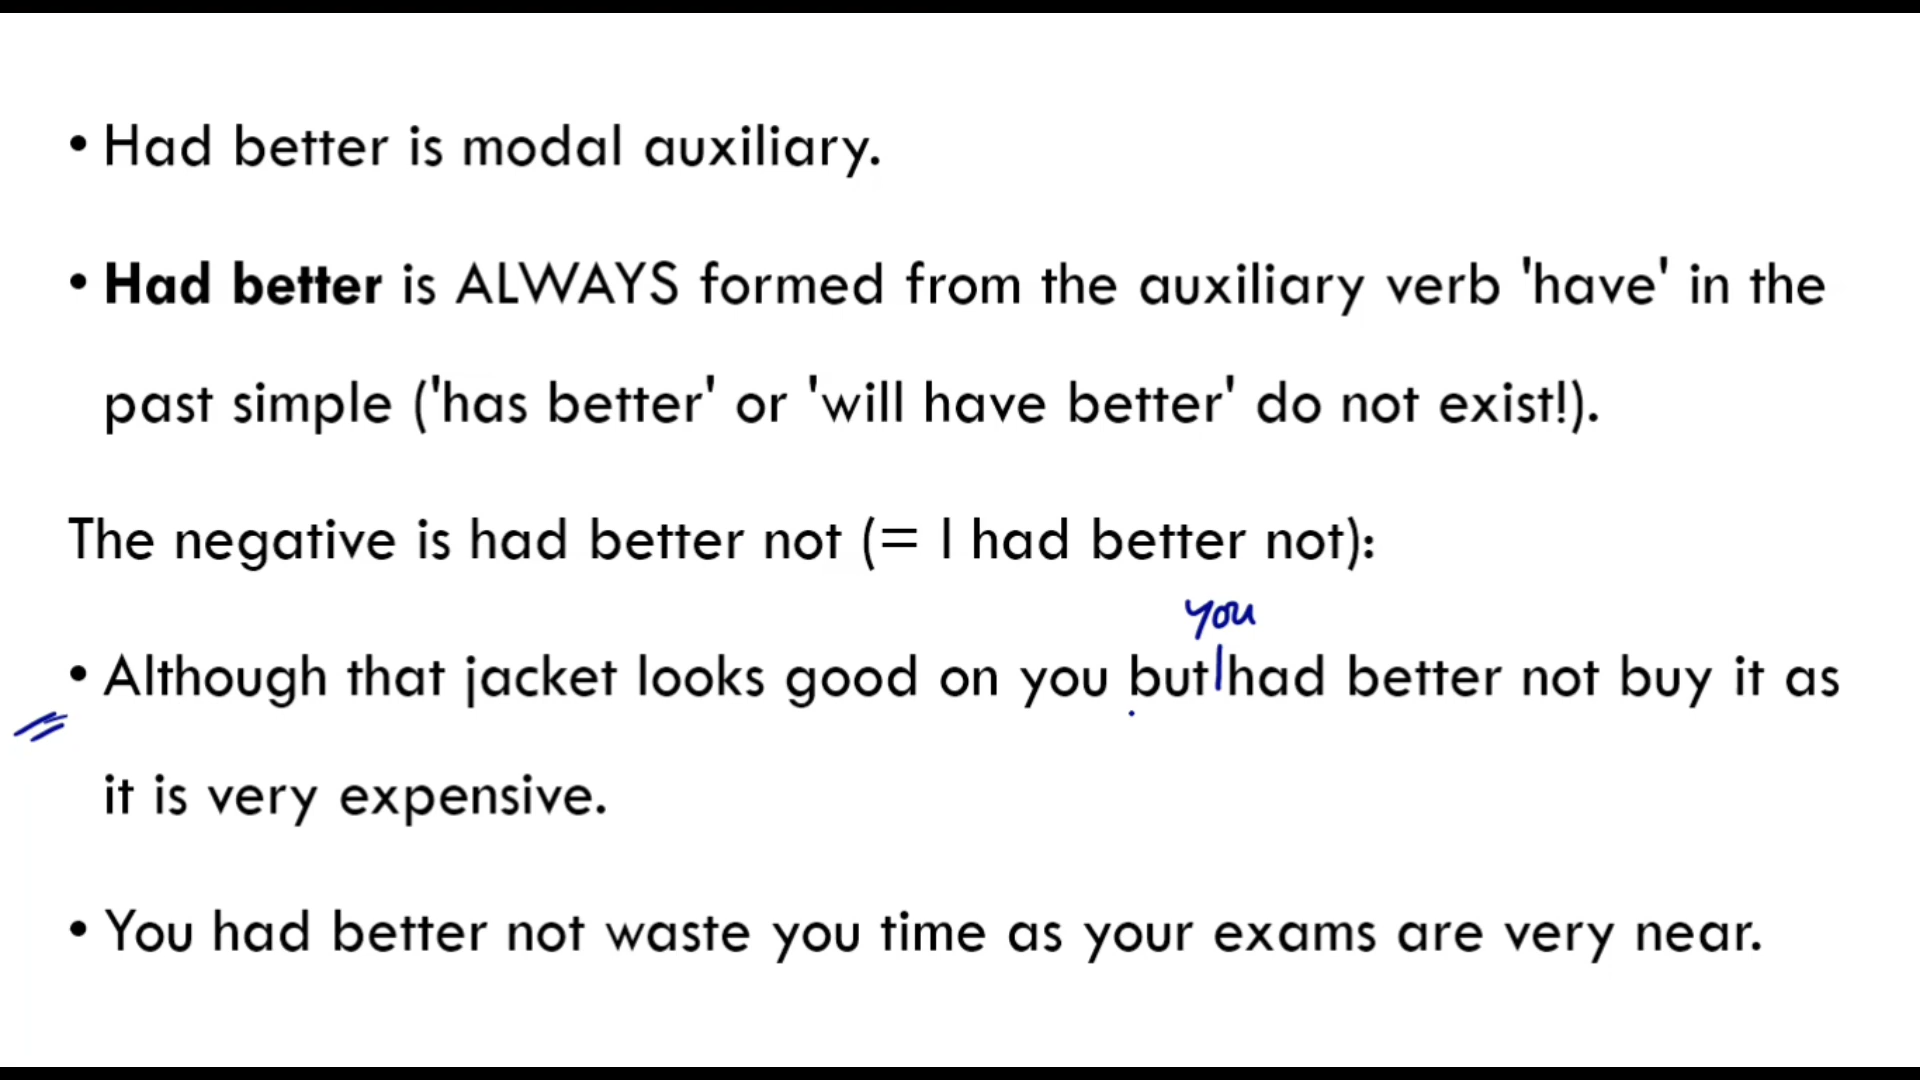 • Had better is modal auxiliary.
• Had better is ALWAYS formed from the auxiliary verb 'have' in the
past simple ('has better' or 'will have better' do not exist!).
The negative is had better not (= I had better not):
you
• Although that jacket looks good on you but had better not buy it as
it is very expensive.
• You had better not waste you time as your exams are very near.